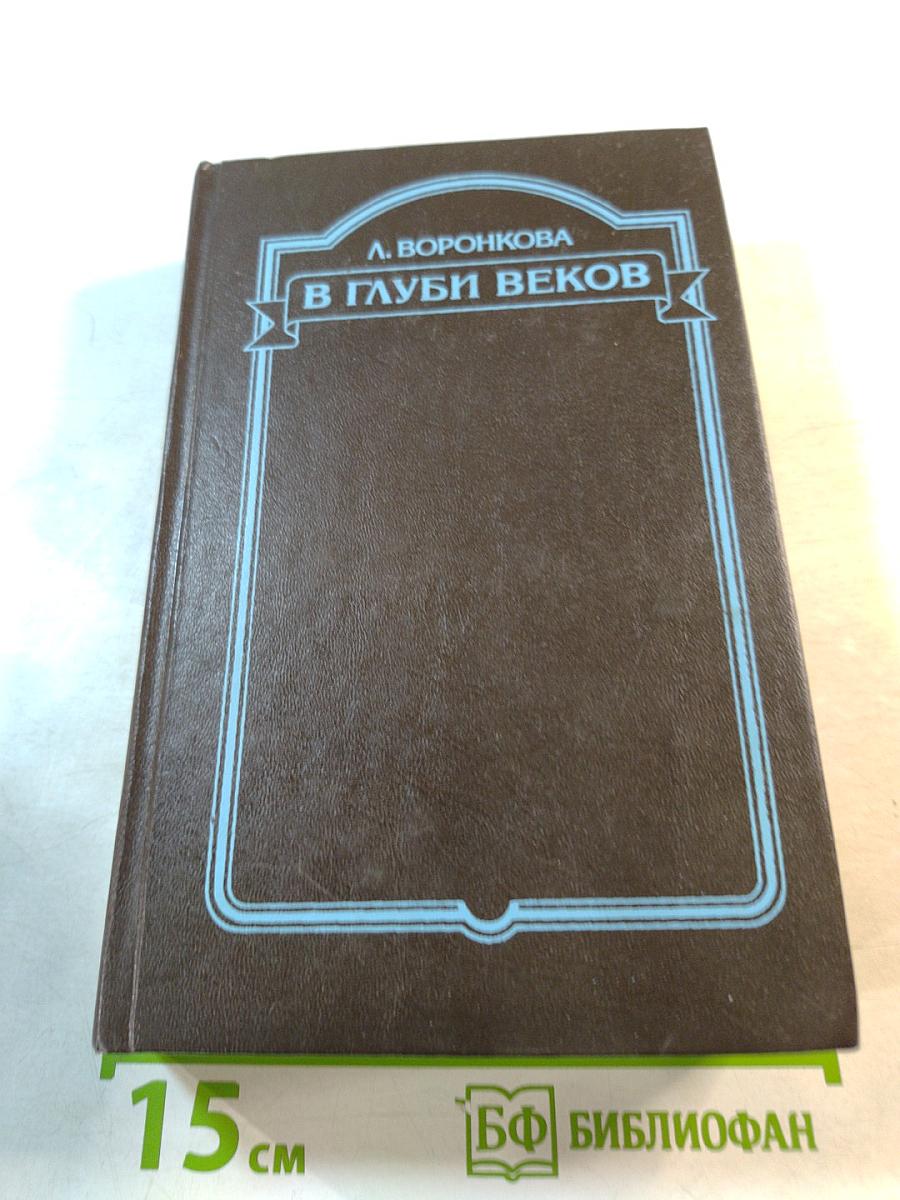 Л. ВОРОНКОВА
В ГЛУБИ ВЕКОВ
15 см
БФ БИБЛИОФАН